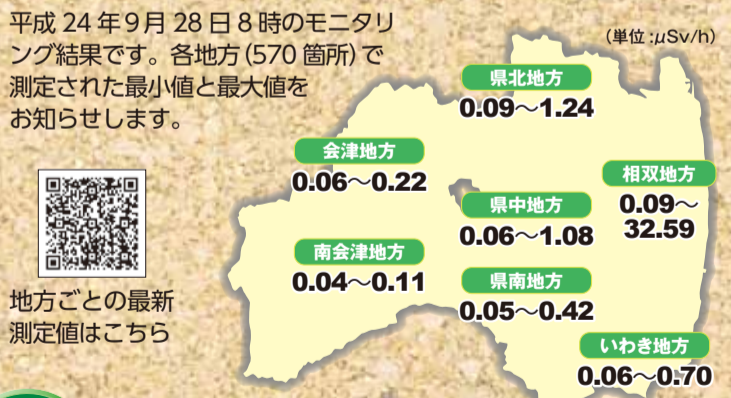 平成24年9月28日8時のモニタリ
ング結果です。各地方(570箇所)で
測定された最小値と最大値を
お知らせします。
(単位:μSv/h)
県北地方
0.09〜1.24
会津地方
0.06〜0.22
相双地方
0.09〜
32.59
県中地方
0.06〜1.08
南会津地方
0.04〜0.11
県南地方
0.05〜0.42
いわき地方
0.06〜0.70
地方ごとの最新
測定値はこちら